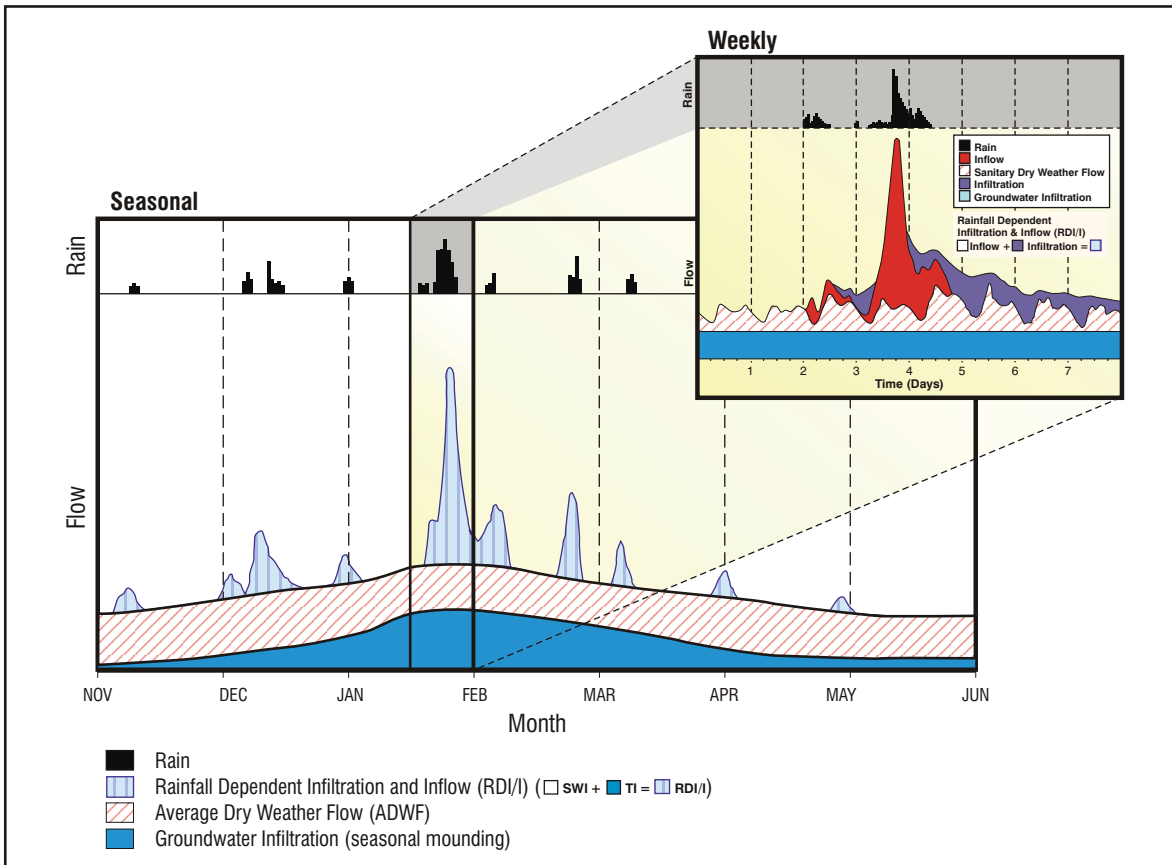 Weekly
Rain
Rain
Inflow
Sanitary Dry Weather Flow
Infiltration
Groundwater Infiltration
Rainfall Dependent
Infiltration & Inflow (RDI/I)
Inflow + Infiltration =
Flow
1 2 3 4 5 6 7
Time (Days)
Seasonal
Rain
Flow
NOV DEC JAN FEB MAR APR MAY JUN
Month
Rain
Rainfall Dependent Infiltration and Inflow (RDI/I) ( SWI + TI = RDI/I)
Average Dry Weather Flow (ADWF)
Groundwater Infiltration (seasonal mounding)